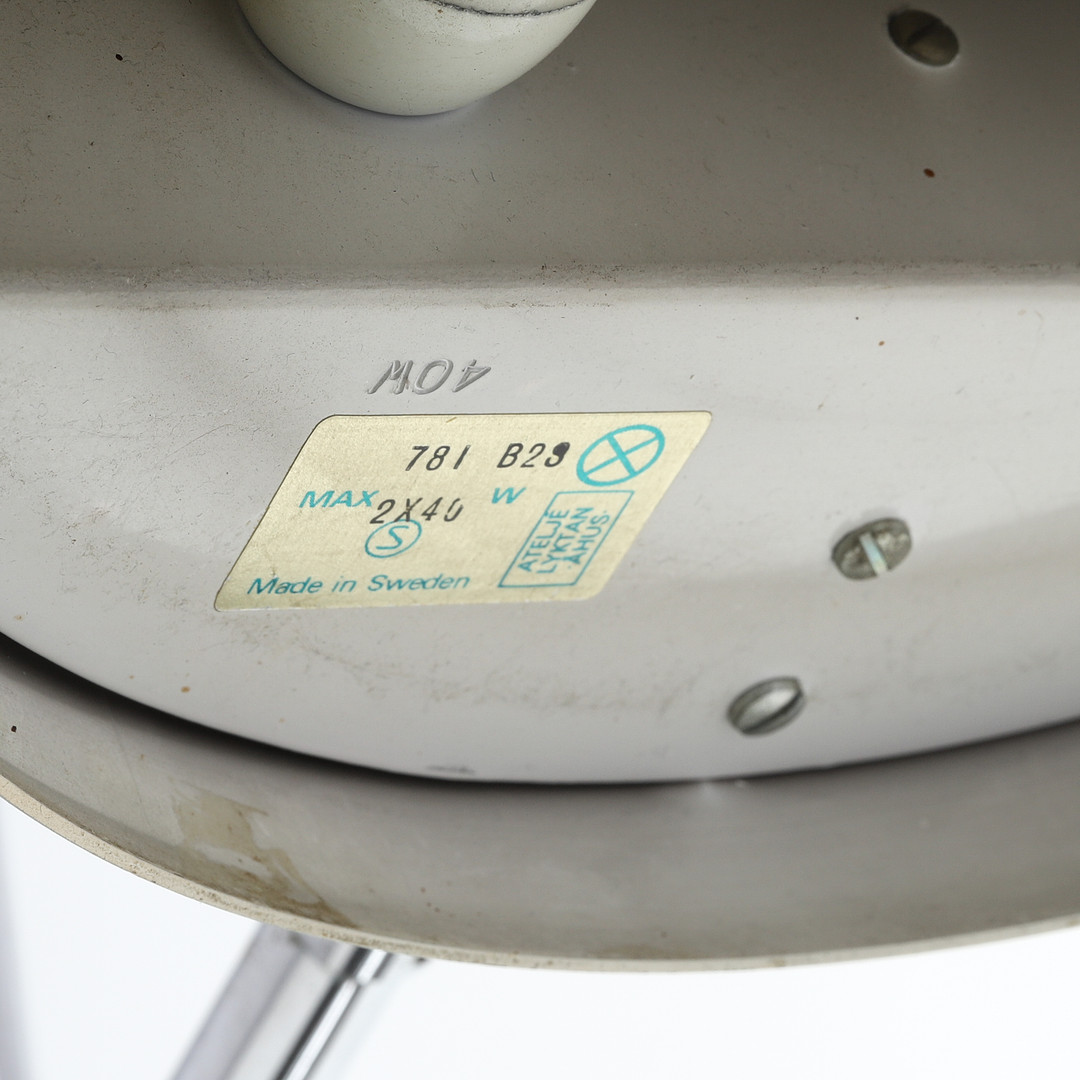 40W
781 B29
MAX 2X40 W
S
Made in Sweden
ATELJE
LYKTAN
ÅHUS·